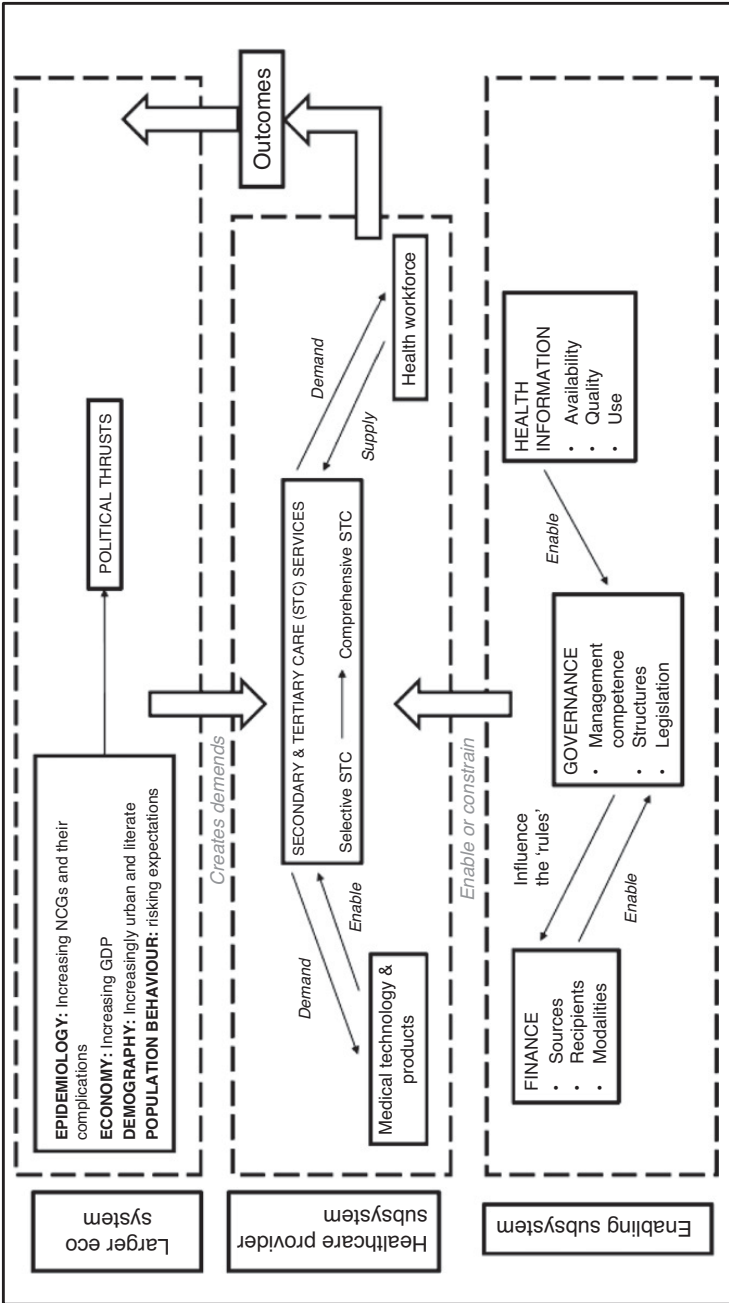 Larger eco
system
EPIDEMIOLOGY: Increasing NCGs and their
complications
ECONOMY: Increasing GDP
DEMOGRAPHY: Increasingly urban and literate
POPULATION BEHAVIOUR: risking expectations
POLITICAL THRUSTS
Creates demends
Outcomes
Healthcare provider
subsystem
SECONDARY & TERTIARY CARE (STC) SERVICES
Selective STC
Comprehensive STC
Demand
Enable
Medical technology &
products
Demand
Supply
Health workforce
Enable or constrain
Enabling subsystem
FINANCE
• Sources
• Recipients
• Modalities
Influence
the ‘rules’
Enable
GOVERNANCE
• Management
competence
• Structures
• Legislation
Enable
HEALTH
INFORMATION
• Availability
• Quality
• Use